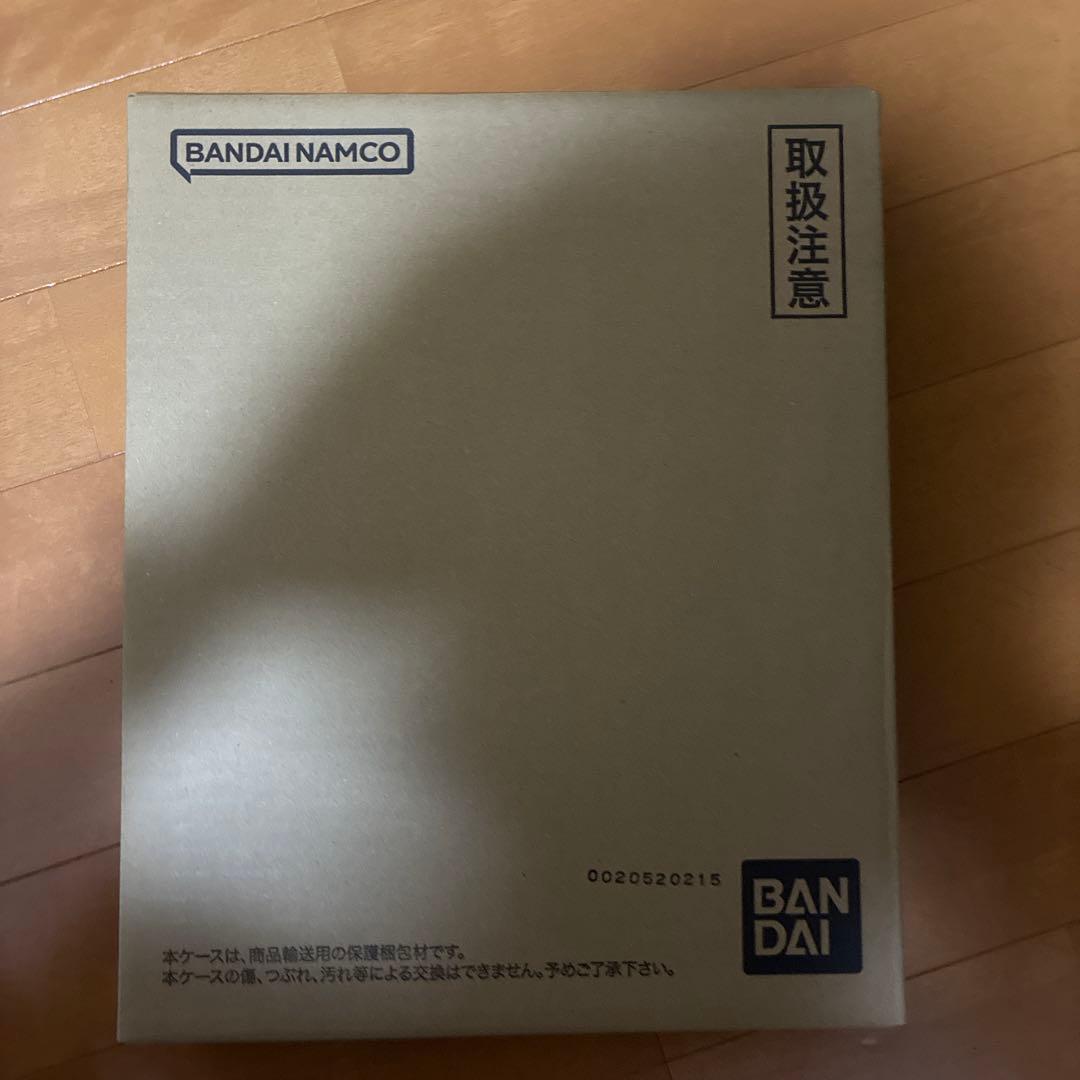 BANDAI NAMCO
取扱注意
0020520215
BAN
DAI
本ケースは、商品輸送用の保護梱包材です。
本ケースの傷、つぶれ、汚れ等による交換はできません。予めご了承下さい。